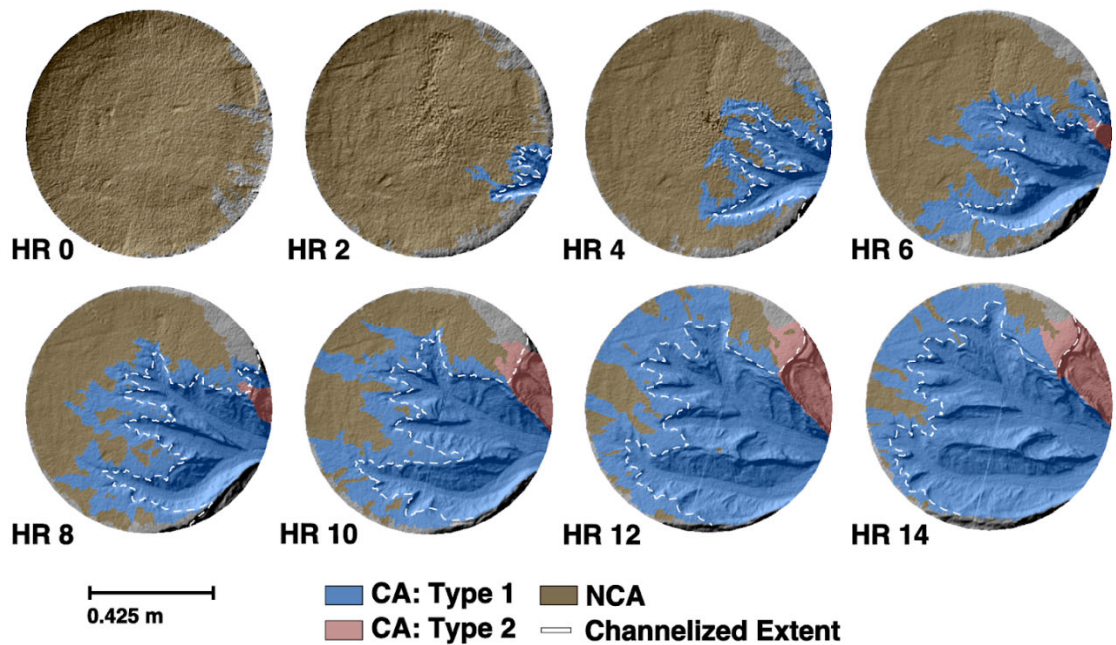 HR 0
HR 2
HR 4
HR 6
HR 8
HR 10
HR 12
HR 14
0.425 m
CA: Type 1
NCA
CA: Type 2
Channelized Extent